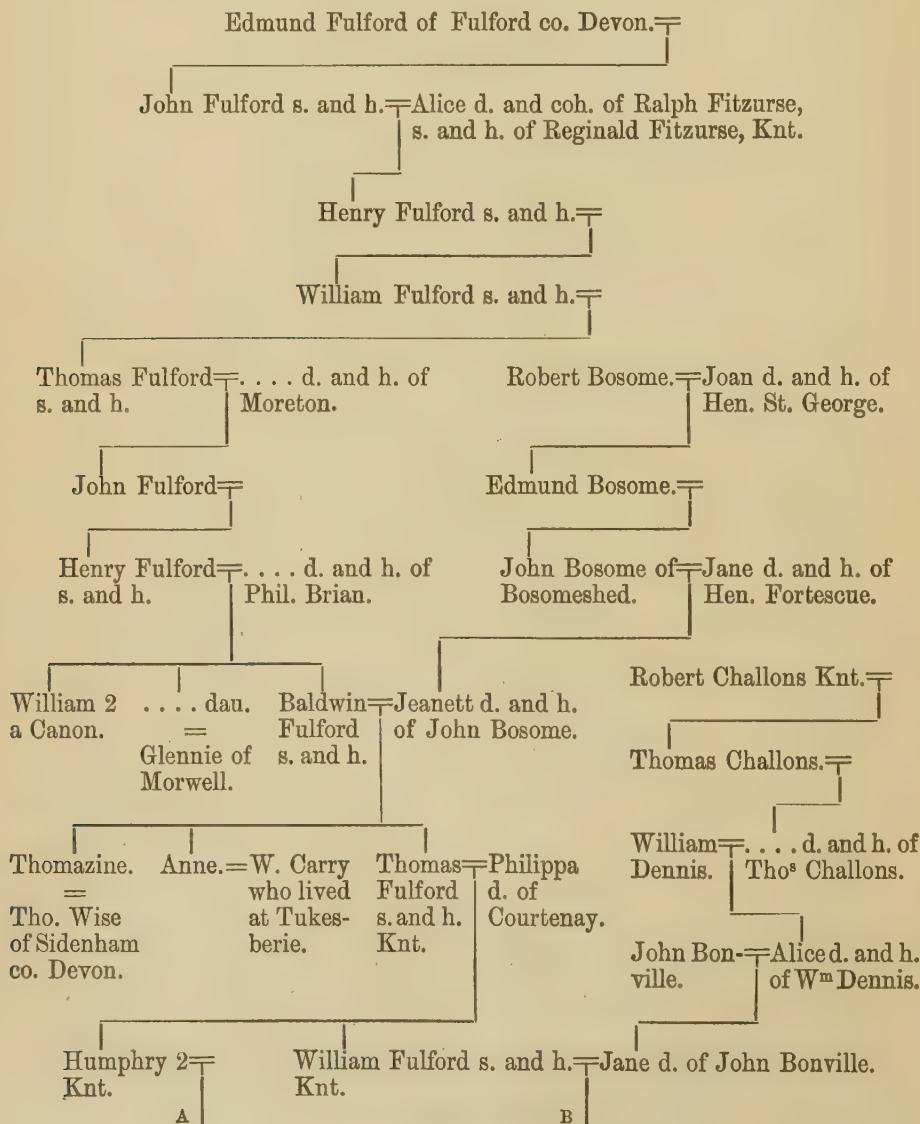 Edmund Fulford of Fulford co. Devon.
John Fulford s. and h. Alice d. and coh. of Ralph Fitzurse,
s. and h. of Reginald Fitzurse, Knt.
Henry Fulford s. and h.
William Fulford s. and h.
Thomas Fulford
s. and h.
. . . . d. and h. of
Moreton.
Robert Bosome.
Joan d. and h. of
Hen. St. George.
John Fulford
Edmund Bosome.
Henry Fulford
s. and h.
. . . . d. and h. of
Phil. Brian.
John Bosome of
Bosomeshed.
Jane d. and h. of
Hen. Fortescue.
William 2
a Canon.
. . . . dau.
=
Glennie of
Morwell.
Baldwin
Fulford
s. and h.
Jeanett d. and h.
of John Bosome.
Robert Challons Knt.
Thomas Challons.
Thomazine.
=
Tho. Wise
of Sidenham
co. Devon.
Anne.=W. Carry
who lived
at Tukes-
berie.
Thomas
Fulford
s. and h.
Knt.
Philippa
d. of
Courtenay.
William
Dennis.
. . . . d. and h. of
Thoˢ Challons.
John Bon-
ville.
Alice d. and h.
of Wᵐ Dennis.
Humphry 2
Knt.
William Fulford s. and h.
Knt.
Jane d. of John Bonville.
A
B